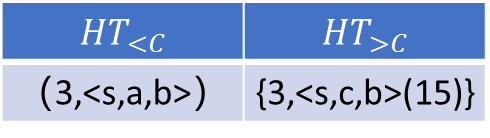 HT<C HT>C
(3,<s,a,b>) {3,<s,c,b>(15)}